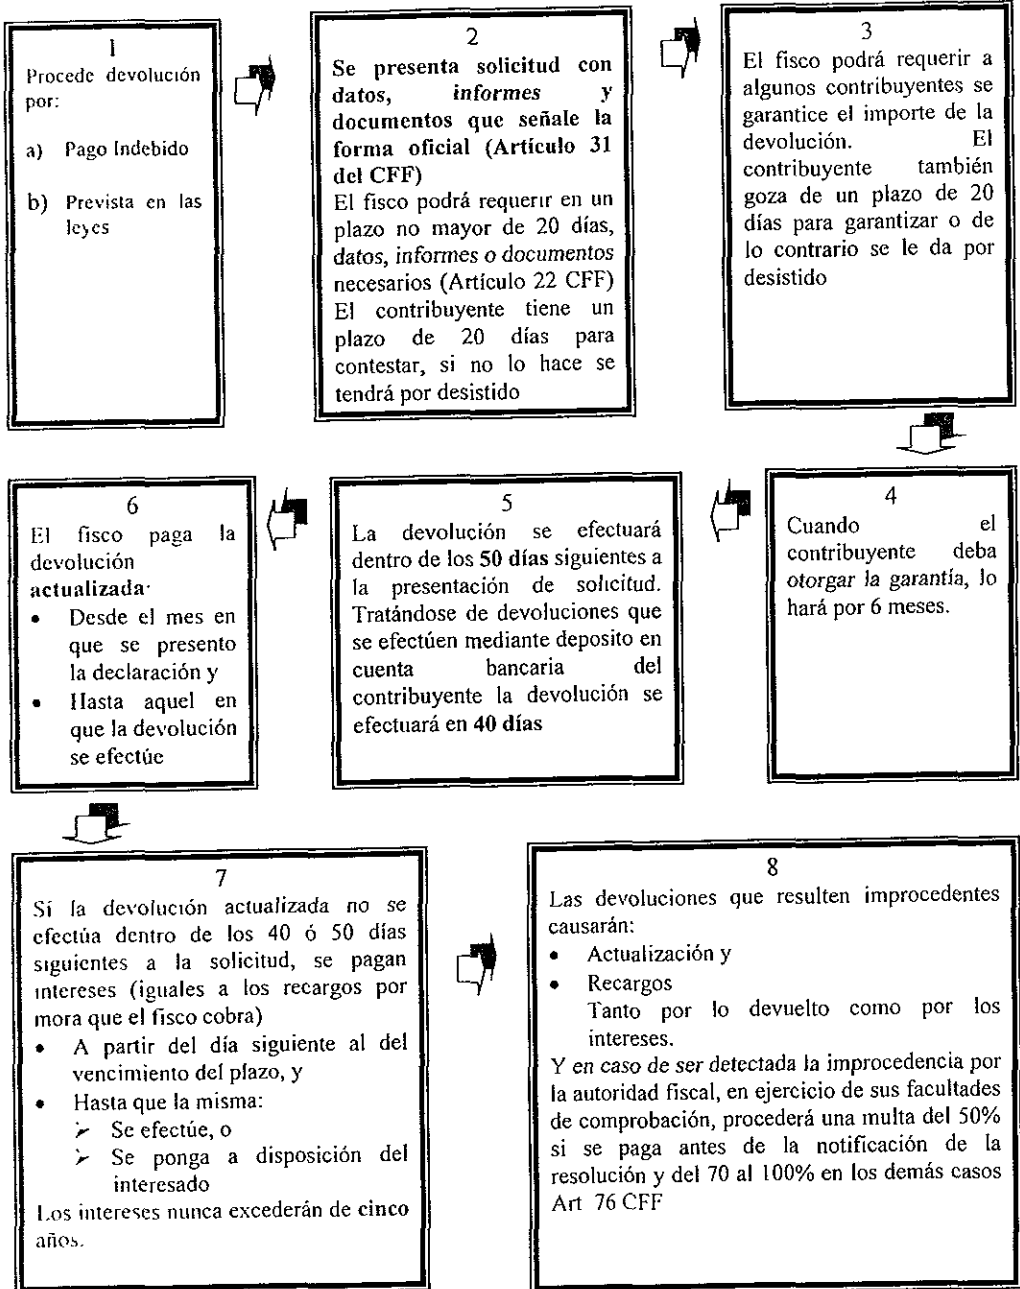 1
Procede devolución
por:
a) Pago Indebido
b) Prevista en las
leyes
2
Se presenta solicitud con
datos, informes y
documentos que señale la
forma oficial (Artículo 31
del CFF)
El fisco podrá requerir en un
plazo no mayor de 20 días,
datos, informes o documentos
necesarios (Artículo 22 CFF)
El contribuyente tiene un
plazo de 20 días para
contestar, si no lo hace se
tendrá por desistido
3
El fisco podrá requerir a
algunos contribuyentes se
garantice el importe de la
devolución. El
contribuyente también
goza de un plazo de 20
días para garantizar o de
lo contrario se le da por
desistido
4
Cuando el
contribuyente deba
otorgar la garantía, lo
hará por 6 meses.
5
La devolución se efectuará
dentro de los 50 días siguientes a
la presentación de solicitud.
Tratándose de devoluciones que
se efectúen mediante deposito en
cuenta bancaria del
contribuyente la devolución se
efectuará en 40 días
6
El fisco paga la
devolución
actualizada·
• Desde el mes en
que se presento
la declaración y
• Hasta aquel en
que la devolución
se efectúe
7
Sí la devolución actualizada no se
efectúa dentro de los 40 ó 50 días
siguientes a la solicitud, se pagan
intereses (iguales a los recargos por
mora que el fisco cobra)
• A partir del día siguiente al del
vencimiento del plazo, y
• Hasta que la misma:
➢ Se efectúe, o
➢ Se ponga a disposición del
interesado
Los intereses nunca excederán de cinco
años.
8
Las devoluciones que resulten improcedentes
causarán:
• Actualización y
• Recargos
Tanto por lo devuelto como por los
intereses.
Y en caso de ser detectada la improcedencia por
la autoridad fiscal, en ejercicio de sus facultades
de comprobación, procederá una multa del 50%
si se paga antes de la notificación de la
resolución y del 70 al 100% en los demás casos
Art 76 CFF